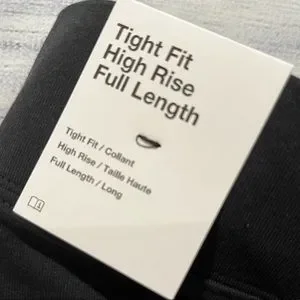 Tight Fit
High Rise
Full Length
Tight Fit / Collant
High Rise / Taille Haute
Full Length / Long